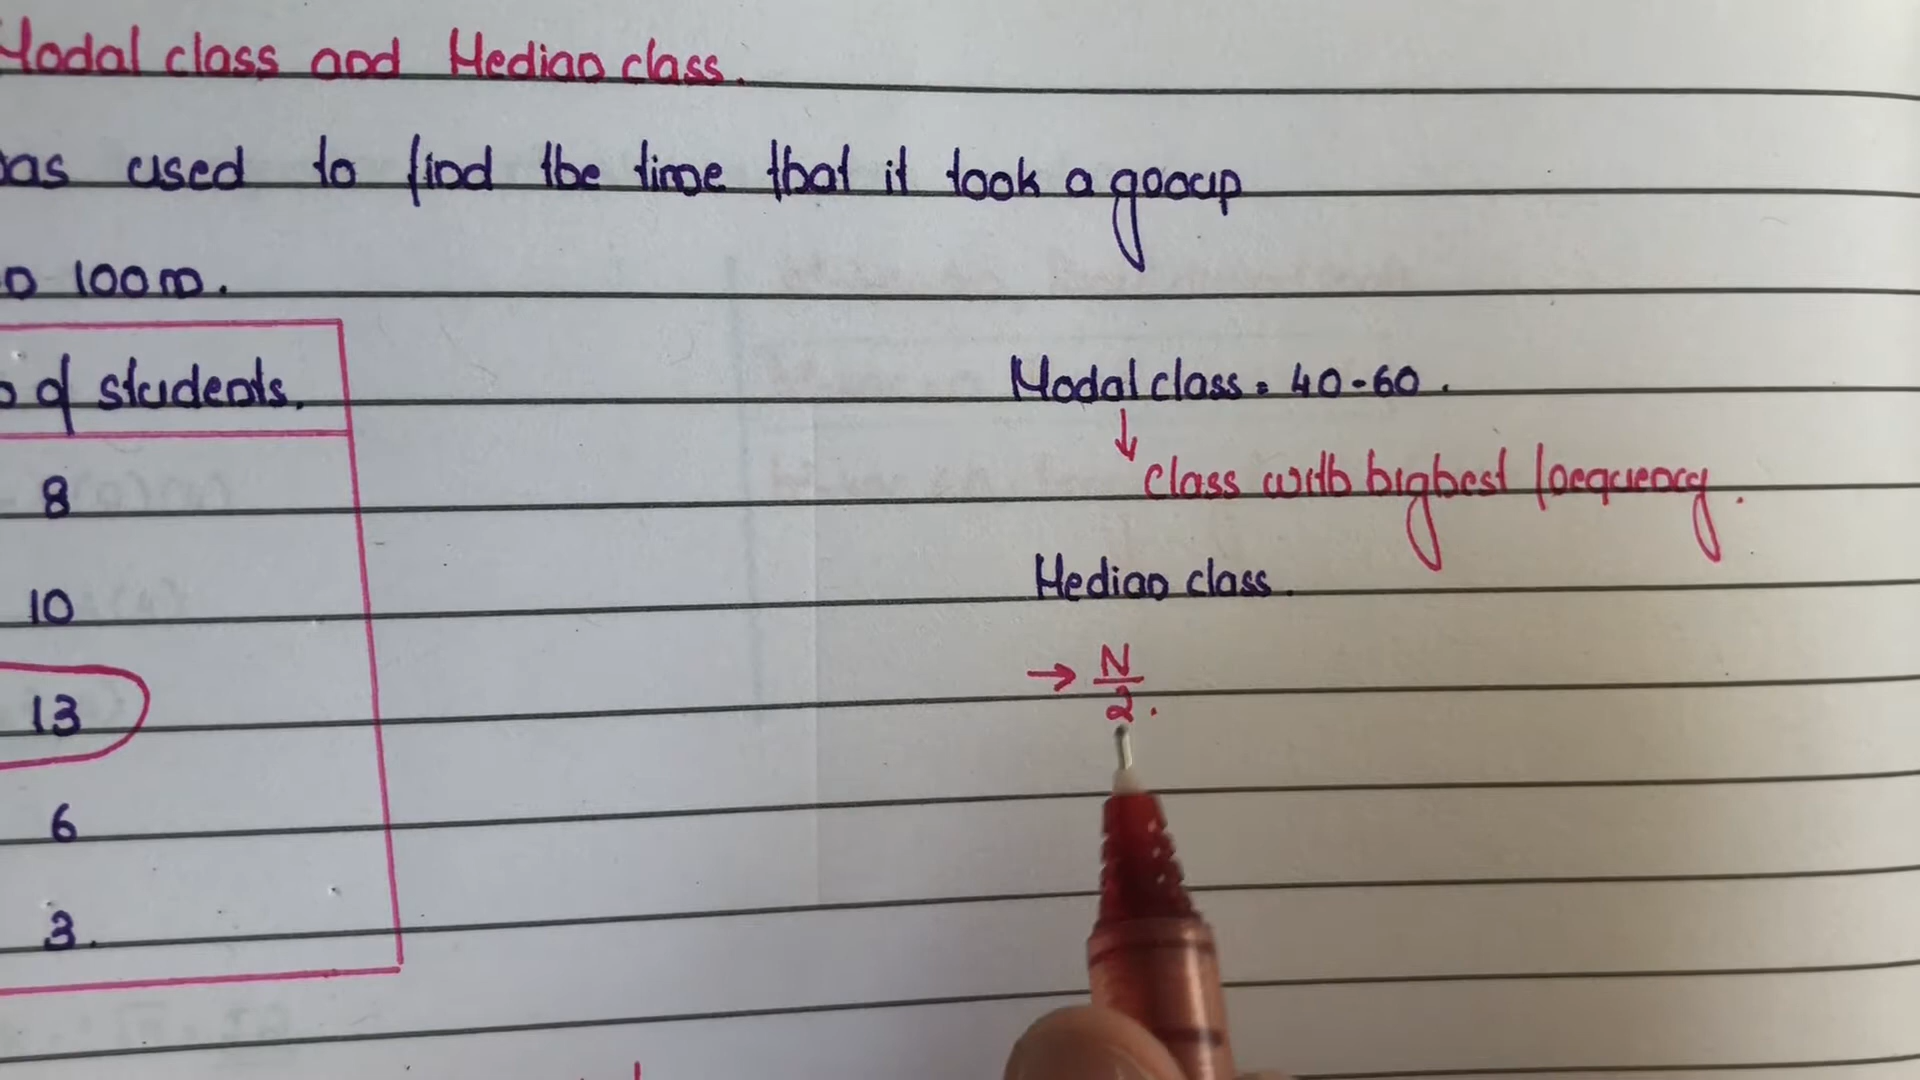 Modal class and Median class.
was used to find the time that it took a group
100m.
of students.
Modal class = 40-60.
↓
class with highest frequency.
8
Median class.
10
→ N/2.
13
6
3.